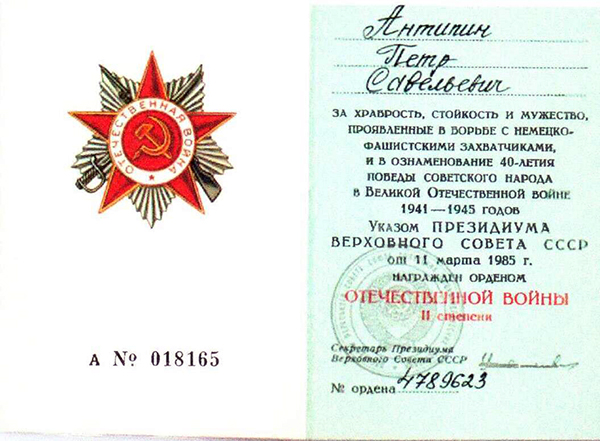 ОТЕЧЕСТВЕННАЯ ВОЙНА
А № 018165
Антипин
Петр
Савельевич
ЗА ХРАБРОСТЬ, СТОЙКОСТЬ И МУЖЕСТВО,
ПРОЯВЛЕННЫЕ В БОРЬБЕ С НЕМЕЦКО-
ФАШИСТСКИМИ ЗАХВАТЧИКАМИ,
И В ОЗНАМЕНОВАНИЕ 40-ЛЕТИЯ
ПОБЕДЫ СОВЕТСКОГО НАРОДА
В ВЕЛИКОЙ ОТЕЧЕСТВЕННОЙ ВОЙНЕ
1941—1945 ГОДОВ
УКАЗОМ ПРЕЗИДИУМА
ВЕРХОВНОГО СОВЕТА СССР
от 11 марта 1985 г.
НАГРАЖДЕН ОРДЕНОМ
ОТЕЧЕСТВЕННОЙ ВОЙНЫ
II степени
Секретарь Президиума
Верховного Совета СССР
№ ордена 4789623